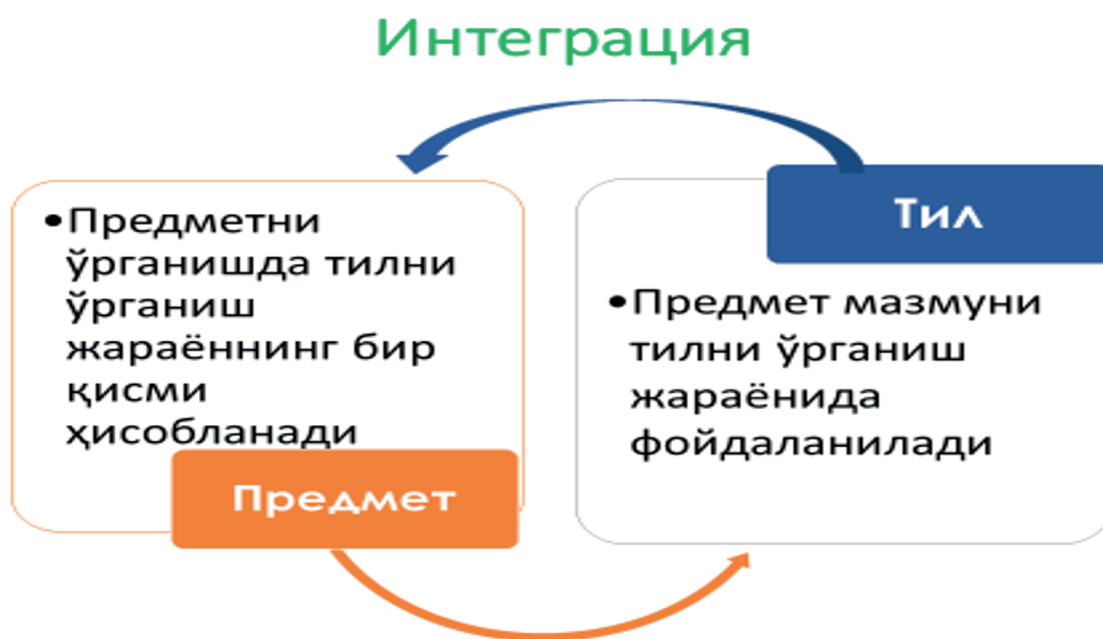 Интеграция
•Предметни
ўрганишда тилни
ўрганиш
жараённинг бир
қисми
ҳисобланади
Предмет
Тил
•Предмет мазмуни
тилни ўрганиш
жараёнида
фойдаланилади